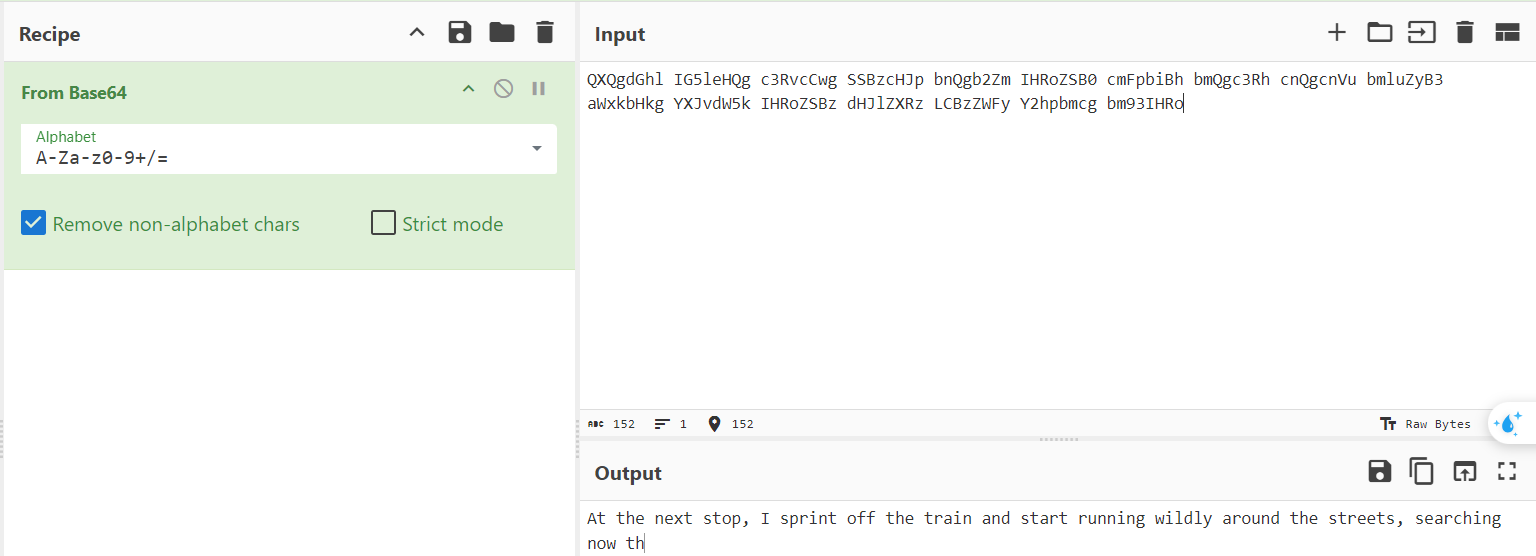 Recipe
Input
From Base64
Alphabet
A-Za-z0-9+/=
Remove non-alphabet chars
Strict mode
QXQgdGhl IG5leHQg c3RvcCwg SSBzcHJp bnQgb2Zm IHRoZSB0 cmFpbiBh bmQgc3Rh cnQgcnVu bmluZyB3
aWxkbHkg YXJvdW5k IHRoZSBz dHJlZXRz LCBzZWFy Y2hpbmcg bm93IHRo
ABC 152 1 152 Tт Raw Bytes
Output
At the next stop, I sprint off the train and start running wildly around the streets, searching
now th